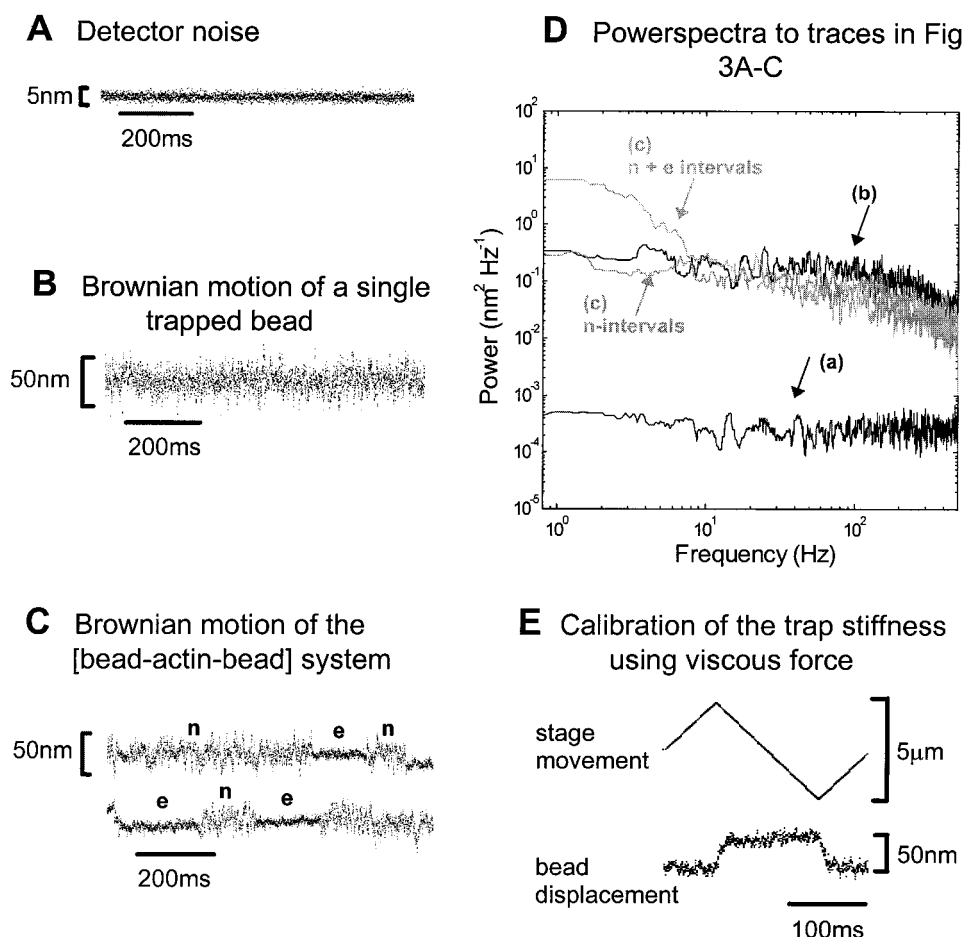 A Detector noise
5nm
200ms
B Brownian motion of a single
trapped bead
50nm
200ms
C Brownian motion of the
[bead-actin-bead] system
50nm
n
e
n
e
n
e
200ms
D Powerspectra to traces in Fig
3A-C
Power (nm² Hz⁻¹)
10²
10¹
10⁰
10⁻¹
10⁻²
10⁻³
10⁻⁴
10⁻⁵
(c)
n + e intervals
(b)
(c)
n-intervals
(a)
10⁰
10¹
10²
Frequency (Hz)
E Calibration of the trap stiffness
using viscous force
stage
movement
5µm
bead
displacement
50nm
100ms